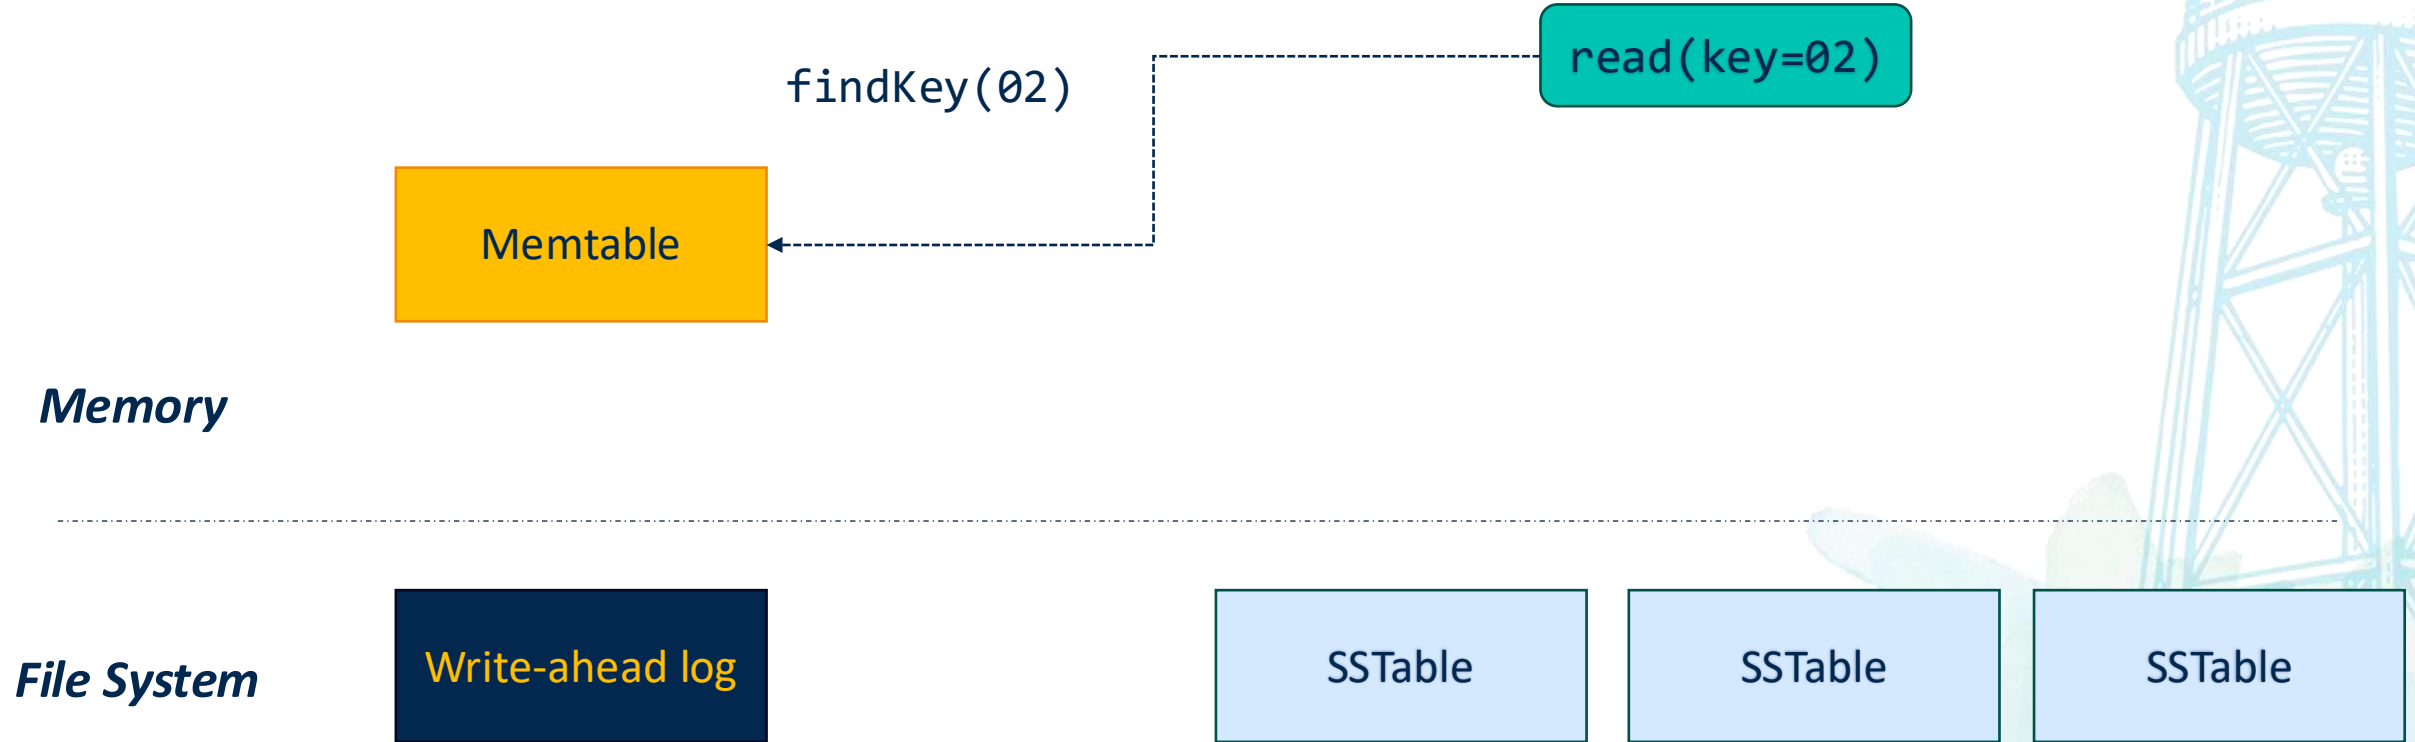 read(key=02)
findKey(02)
Memtable
Memory
File System
Write-ahead log
SSTable
SSTable
SSTable